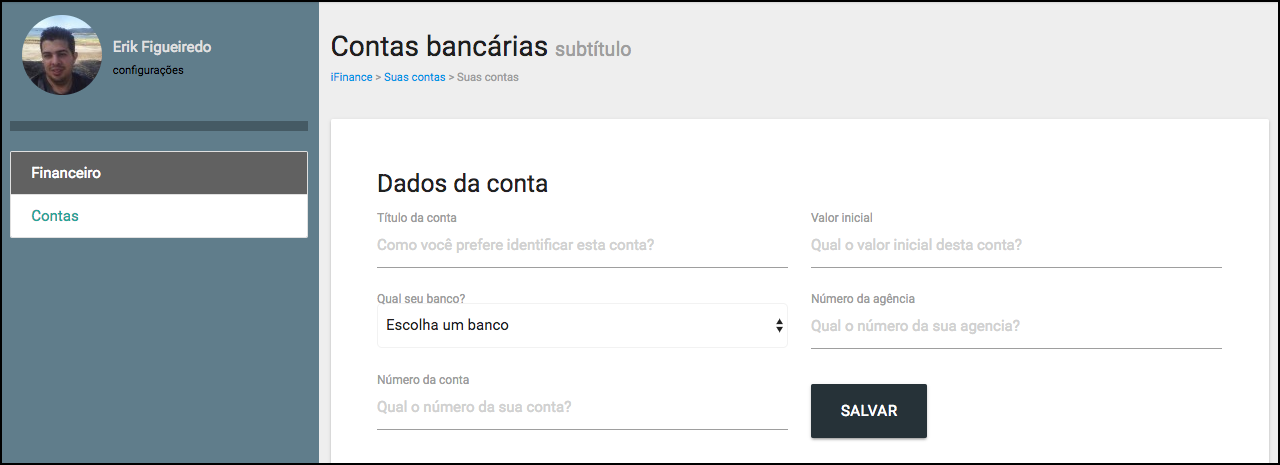 Erik Figueiredo
configurações
Financeiro
Contas
Contas bancárias subtítulo
iFinance > Suas contas > Suas contas
Dados da conta
Título da conta
Como você prefere identificar esta conta?
Valor inicial
Qual o valor inicial desta conta?
Qual seu banco?
Escolha um banco
Número da agência
Qual o número da sua agencia?
Número da conta
Qual o número da sua conta?
SALVAR